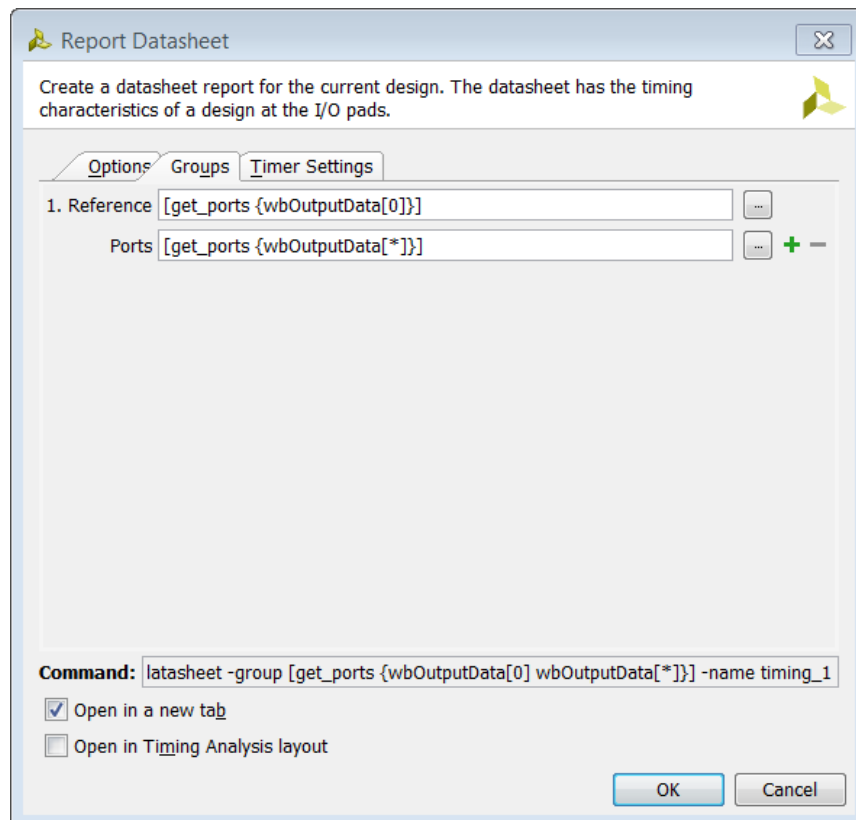 Report Datasheet
Create a datasheet report for the current design. The datasheet has the timing
characteristics of a design at the I/O pads.
Options Groups Timer Settings
1. Reference [get_ports {wbOutputData[0]}] ...
Ports [get_ports {wbOutputData[*]}] ... + −
Command: latasheet -group [get_ports {wbOutputData[0] wbOutputData[*]}] -name timing_1
Open in a new tab
Open in Timing Analysis layout
OK Cancel